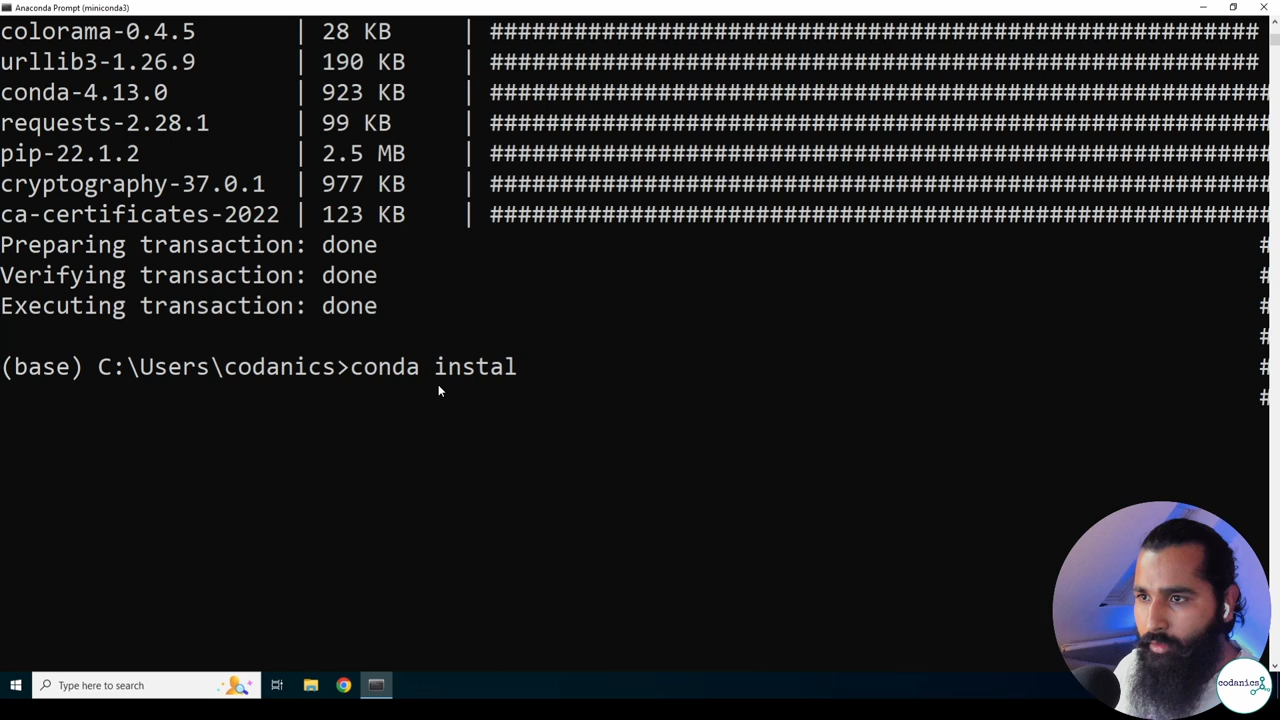 Anaconda Prompt (miniconda3)
colorama-0.4.5 | 28 KB | #######################################################
urllib3-1.26.9 | 190 KB | #######################################################
conda-4.13.0 | 923 KB | ########################################################
requests-2.28.1 | 99 KB | ########################################################
pip-22.1.2 | 2.5 MB | ########################################################
cryptography-37.0.1 | 977 KB | ########################################################
ca-certificates-2022 | 123 KB | ########################################################
Preparing transaction: done #
Verifying transaction: done #
Executing transaction: done #
#
(base) C:\Users\codanics>conda instal #
#
Type here to search
codanics